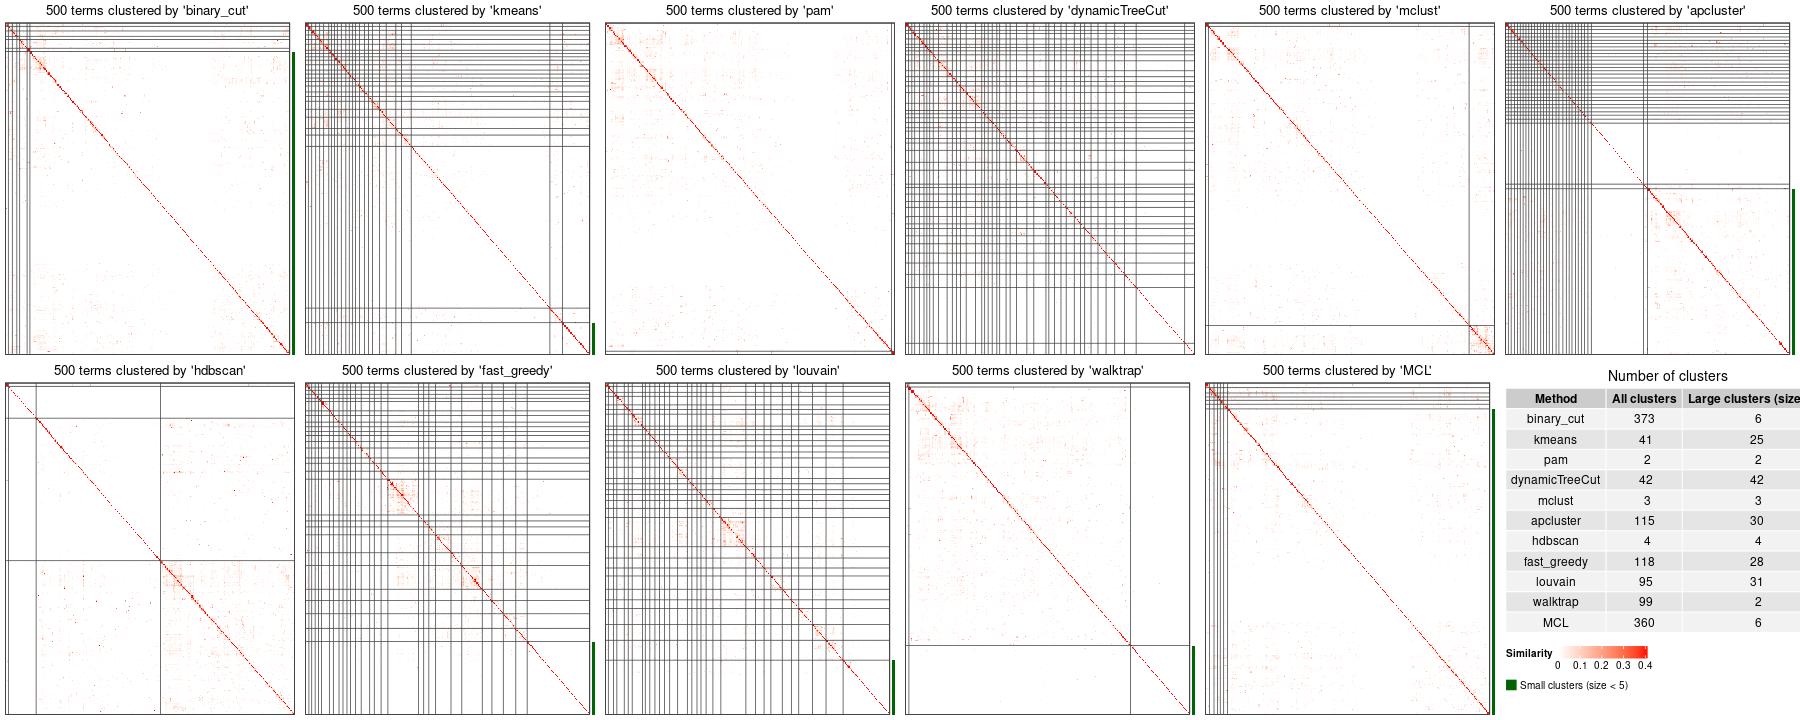 500 terms clustered by 'binary_cut'
500 terms clustered by 'kmeans'
500 terms clustered by 'pam'
500 terms clustered by 'dynamicTreeCut'
500 terms clustered by 'mclust'
500 terms clustered by 'apcluster'
500 terms clustered by 'hdbscan'
500 terms clustered by 'fast_greedy'
500 terms clustered by 'louvain'
500 terms clustered by 'walktrap'
500 terms clustered by 'MCL'
Number of clusters
Method All clusters Large clusters (size
binary_cut 373 6
kmeans 41 25
pam 2 2
dynamicTreeCut 42 42
mclust 3 3
apcluster 115 30
hdbscan 4 4
fast_greedy 118 28
louvain 95 31
walktrap 99 2
MCL 360 6
Similarity
0 0.1 0.2 0.3 0.4
Small clusters (size < 5)